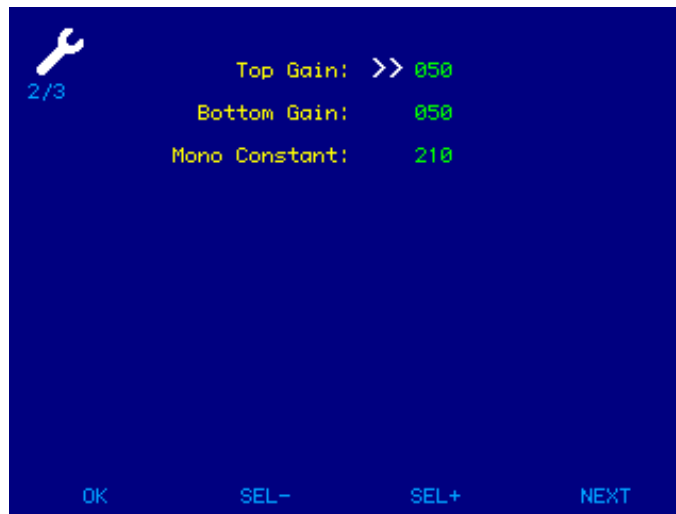 Top Gain: >> 050
2/3
Bottom Gain: 050
Mono Constant: 210
OK SEL- SEL+ NEXT